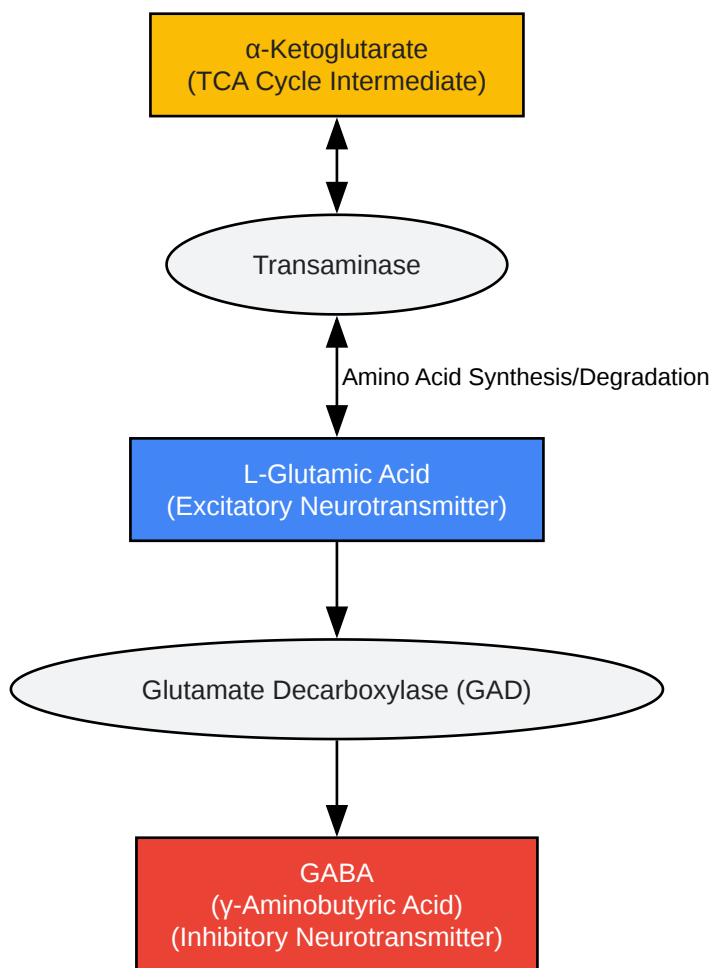 α-Ketoglutarate
(TCA Cycle Intermediate)
Transaminase
Amino Acid Synthesis/Degradation
L-Glutamic Acid
(Excitatory Neurotransmitter)
Glutamate Decarboxylase (GAD)
GABA
(γ-Aminobutyric Acid)
(Inhibitory Neurotransmitter)